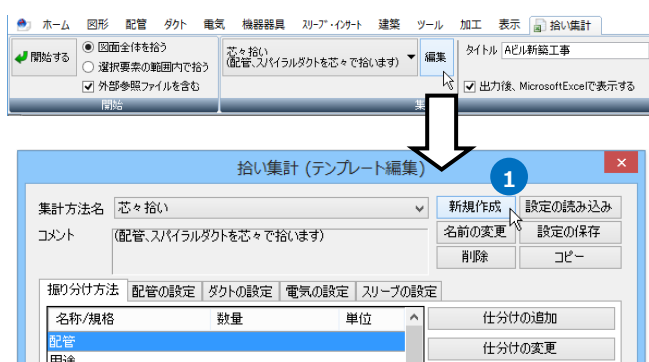 ホーム 図形 配管 ダクト 電気 機器器具 スリーブ・インサート 建築 ツール 加工 表示 拾い集計
開始する
図面全体を拾う
選択要素の範囲内で拾う
外部参照ファイルを含む
開始
芯々拾い
(配管、スパイラルダクトを芯々で拾います)
編集
タイトル Aビル新築工事
出力後、MicrosoftExcelで表示する
集
拾い集計 (テンプレート編集)
×
1
集計方法名 芯々拾い 新規作成 設定の読み込み
コメント (配管、スパイラルダクトを芯々で拾います) 名前の変更 設定の保存
削除 コピー
振り分け方法 配管の設定 ダクトの設定 電気の設定 スリーブの設定
名称/規格 数量 単位 仕分けの追加
配管 仕分けの変更
用途